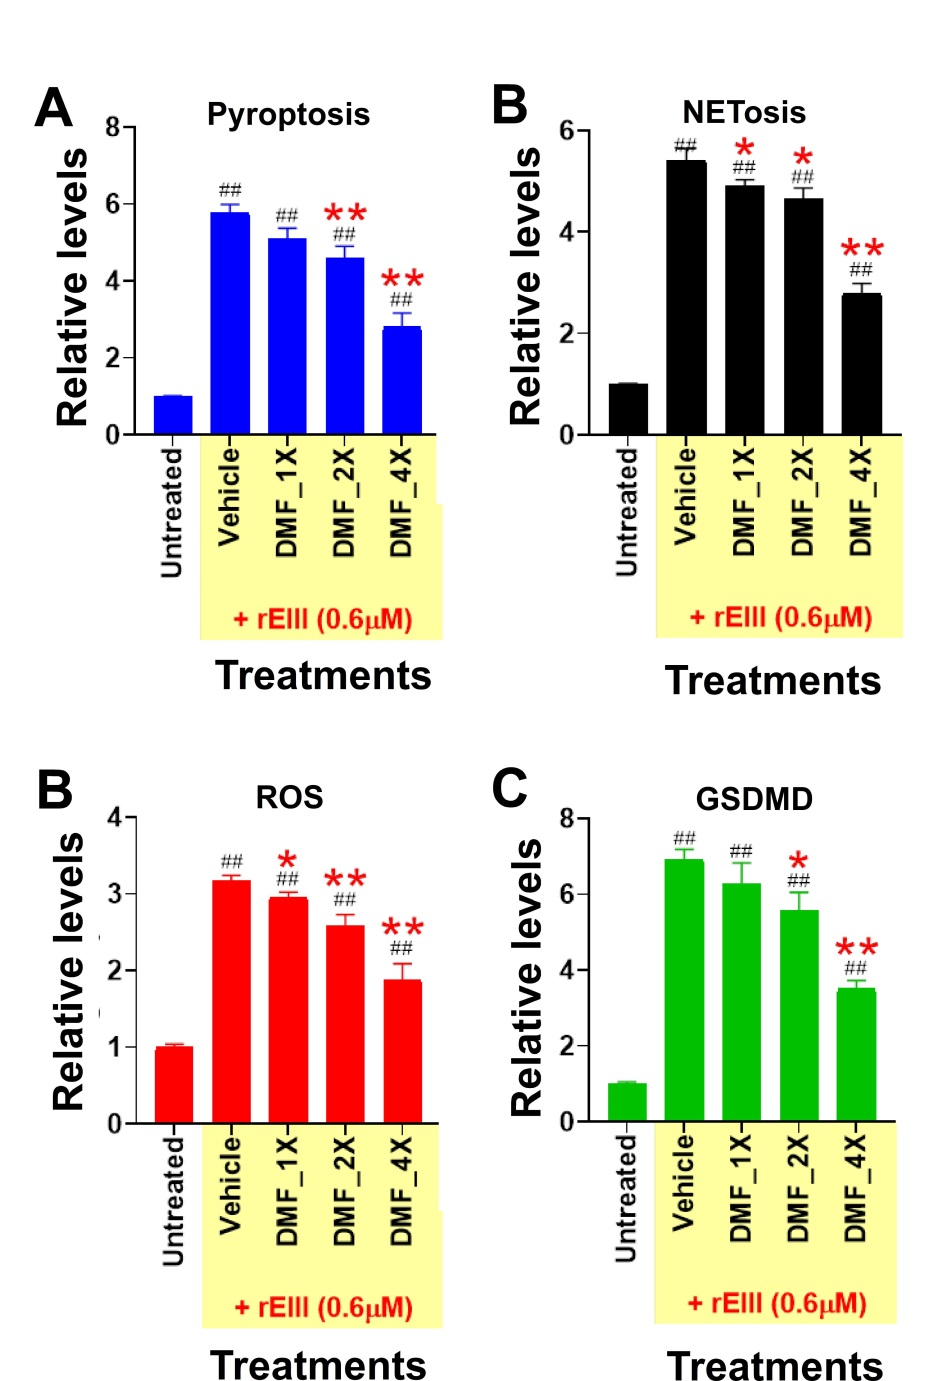 A
Pyroptosis
Relative levels
8
6
4
2
0
##
##
**
##
**
##
Untreated
Vehicle
DMF_1X
DMF_2X
DMF_4X
+ rEIII (0.6µM)
Treatments
B
NETosis
Relative levels
6
4
2
0
##
*
##
*
##
**
##
Untreated
Vehicle
DMF_1X
DMF_2X
DMF_4X
+ rEIII (0.6µM)
Treatments
B
ROS
Relative levels
4
3
2
1
0
##
*
##
**
##
**
##
Untreated
Vehicle
DMF_1X
DMF_2X
DMF_4X
+ rEIII (0.6µM)
Treatments
C
GSDMD
Relative levels
8
6
4
2
0
##
##
*
##
**
##
Untreated
Vehicle
DMF_1X
DMF_2X
DMF_4X
+ rEIII (0.6µM)
Treatments